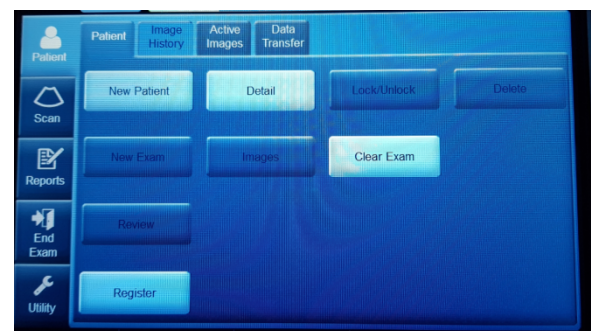 Patient
Image
History
Active
Images
Data
Transfer
Patient
Scan
Reports
End
Exam
Utility
New Patient
Detail
Lock/Unlock
Delete
New Exam
Images
Clear Exam
Review
Register